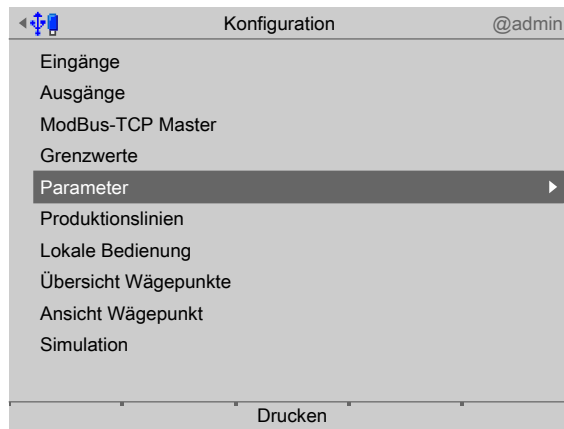 Konfiguration @admin
Eingänge
Ausgänge
ModBus-TCP Master
Grenzwerte
Parameter
Produktionslinien
Lokale Bedienung
Übersicht Wägepunkte
Ansicht Wägepunkt
Simulation
Drucken